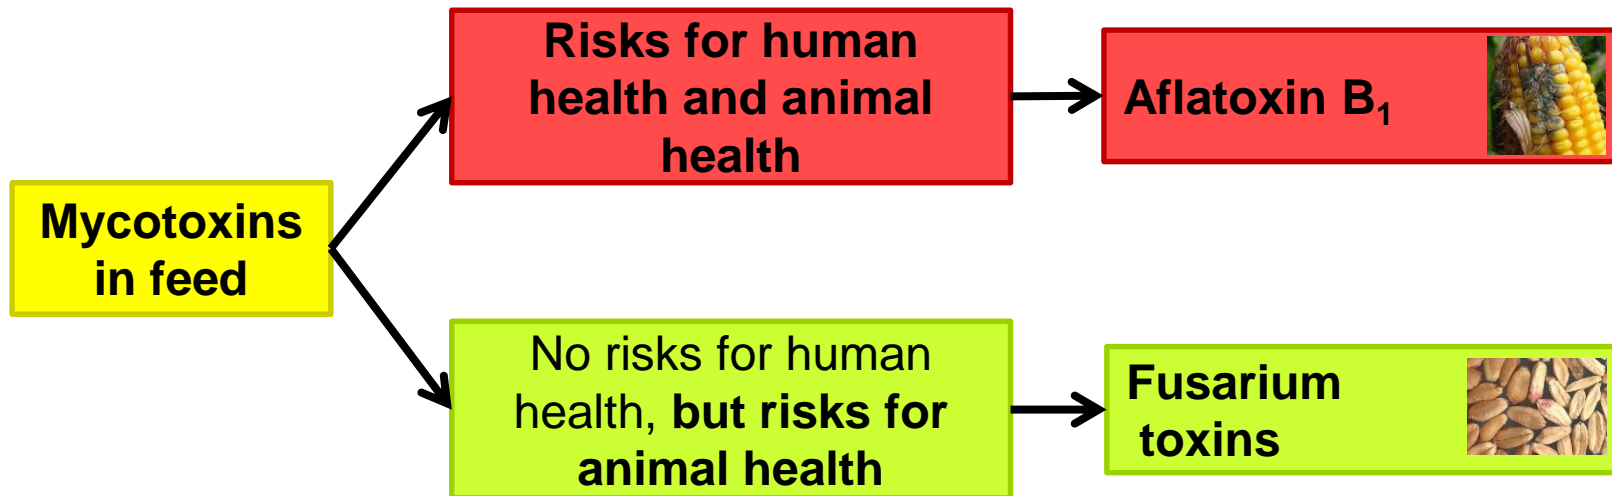 Risks for human
health and animal
health
Aflatoxin B₁
Mycotoxins
in feed
No risks for human
health, but risks for
animal health
Fusarium
toxins